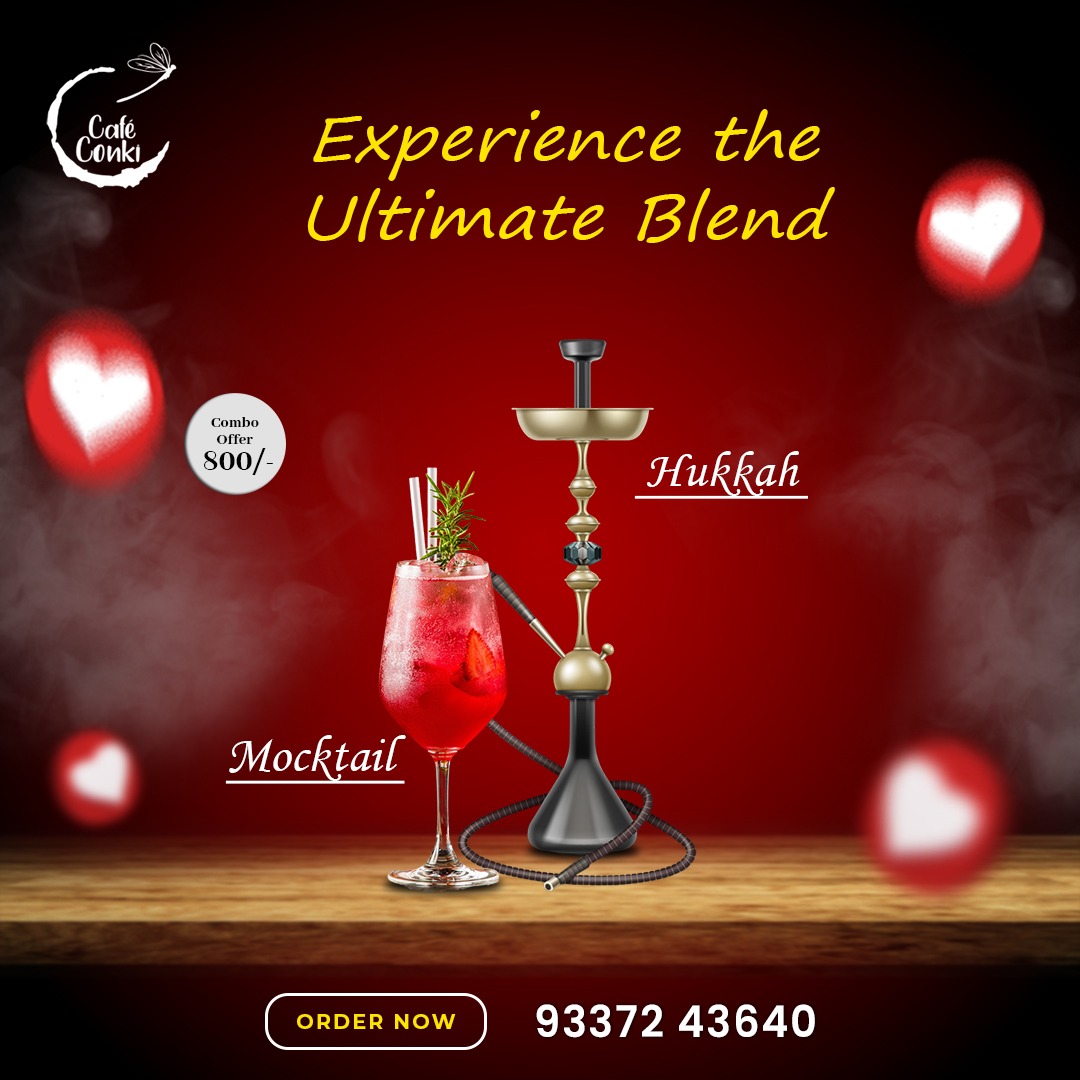 Café
Conki
Experience the
Ultimate Blend
Combo
Offer
800/-
Hukkah
Mocktail
ORDER NOW
93372 43640